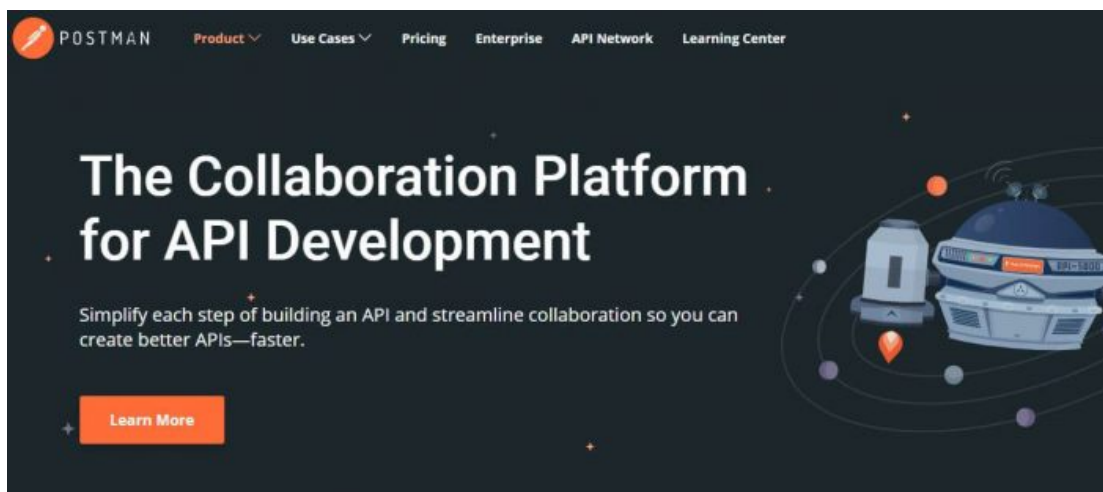 POSTMAN Product Use Cases Pricing Enterprise API Network Learning Center
The Collaboration Platform
for API Development
Simplify each step of building an API and streamline collaboration so you can
create better APIs—faster.
Learn More